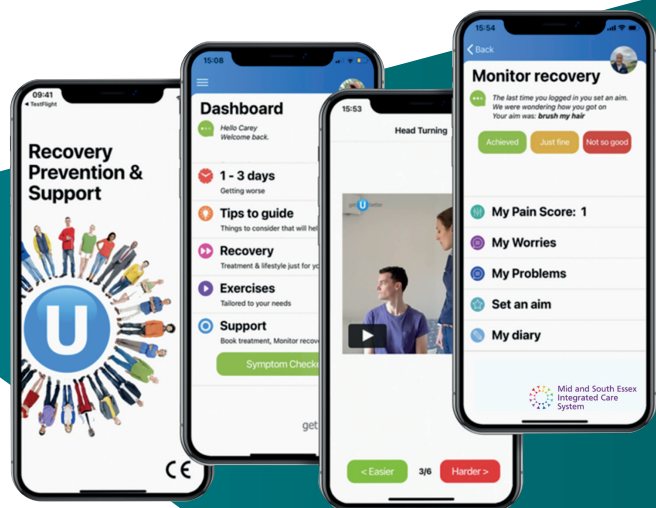 09:41
◀ TestFlight
Recovery
Prevention &
Support
U
CE
15:08
Dashboard
Hello Carey
Welcome back.
1 - 3 days
Getting worse
Tips to guide
Things to consider that will
Recovery
Treatment & lifestyle just for
Exercises
Tailored to your needs
Support
Book treatment, Monitor
Symptom
get
15:53
Head Turning
get U better
< Easier
3/6
Harder >
15:54
< Back
Monitor recovery
The last time you logged in you set an aim.
We were wondering how you got on
Your aim was: brush my hair
Achieved
Just fine
Not so good
My Pain Score: 1
My Worries
My Problems
Set an aim
My diary
Mid and South Essex
Integrated Care
System